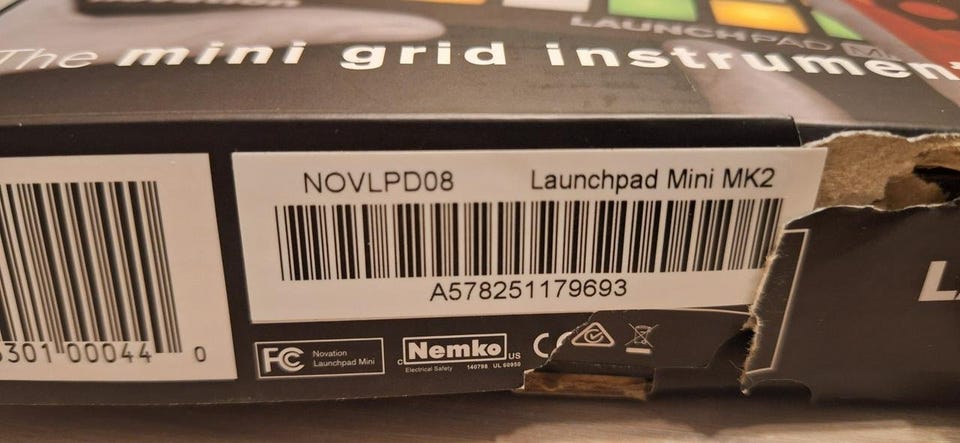 LAUNCHPAD
The mini grid instrument
NOVLPD08 Launchpad Mini MK2
A578251179693
301 00044 0
FC Novation
Launchpad Mini
C Nemko US
Electrical Safety 140798 UL 60950